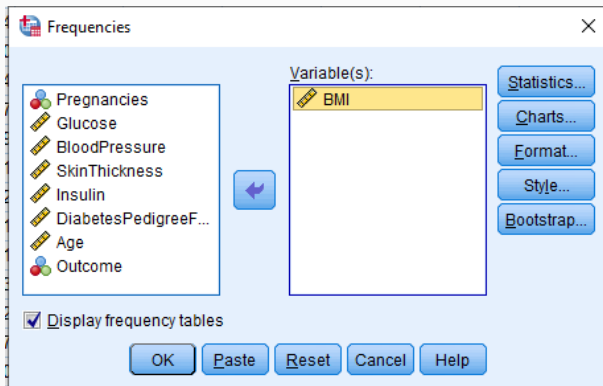 Frequencies
Pregnancies
Glucose
BloodPressure
SkinThickness
Insulin
DiabetesPedigreeF...
Age
Outcome
Variable(s):
BMI
Statistics...
Charts...
Format...
Style...
Bootstrap...
Display frequency tables
OK Paste Reset Cancel Help